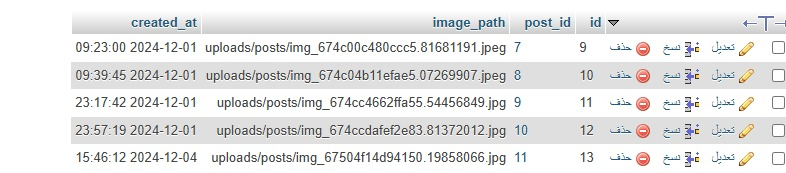 ←T→ id post_id image_path created_at
تعديل نسخ حذف 9 7 uploads/posts/img_674c00c480ccc5.81681191.jpeg 2024-12-01 09:23:00
تعديل نسخ حذف 10 8 uploads/posts/img_674c04b11efae5.07269907.jpeg 2024-12-01 09:39:45
تعديل نسخ حذف 11 9 uploads/posts/img_674cc4662ffa55.54456849.jpg 2024-12-01 23:17:42
تعديل نسخ حذف 12 10 uploads/posts/img_674ccdafef2e83.81372012.jpg 2024-12-01 23:57:19
تعديل نسخ حذف 13 11 uploads/posts/img_67504f14d94150.19858066.jpg 2024-12-04 15:46:12